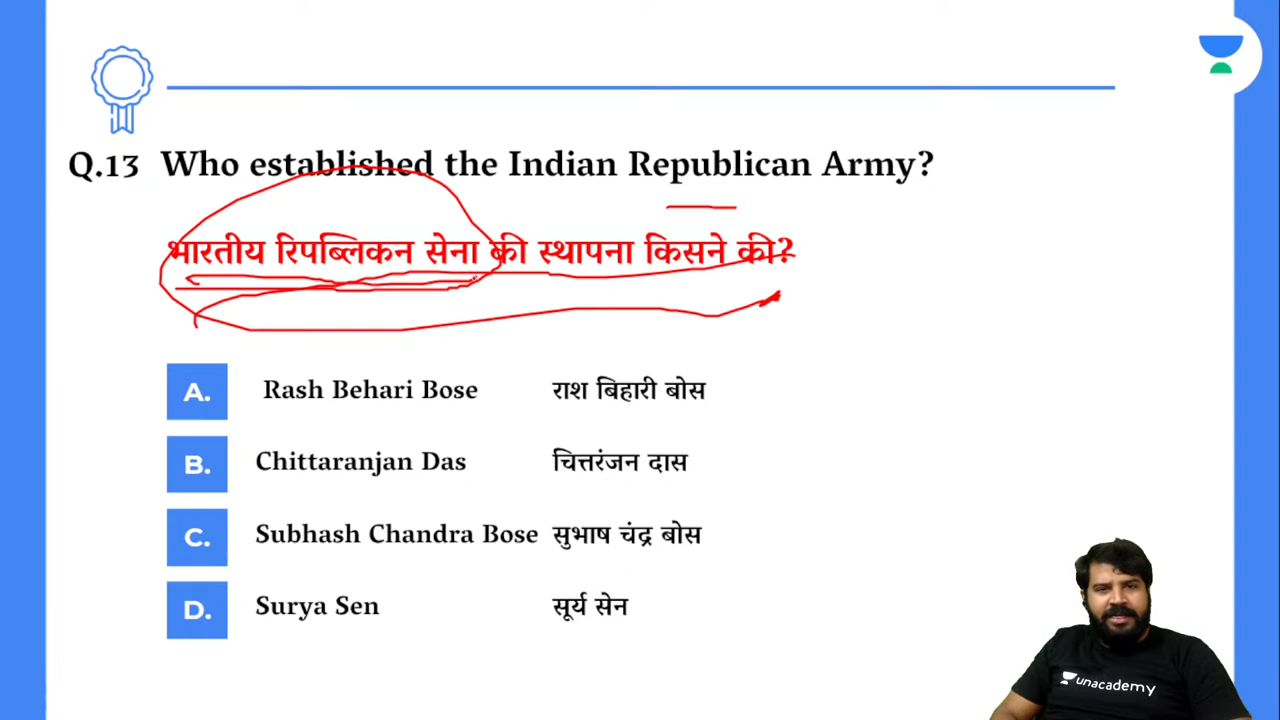 Q.13 Who established the Indian Republican Army?
भारतीय रिपब्लिकन सेना की स्थापना किसने की?
A. Rash Behari Bose राश बिहारी बोस
B. Chittaranjan Das चित्तरंजन दास
C. Subhash Chandra Bose सुभाष चंद्र बोस
D. Surya Sen सूर्य सेन
unacademy